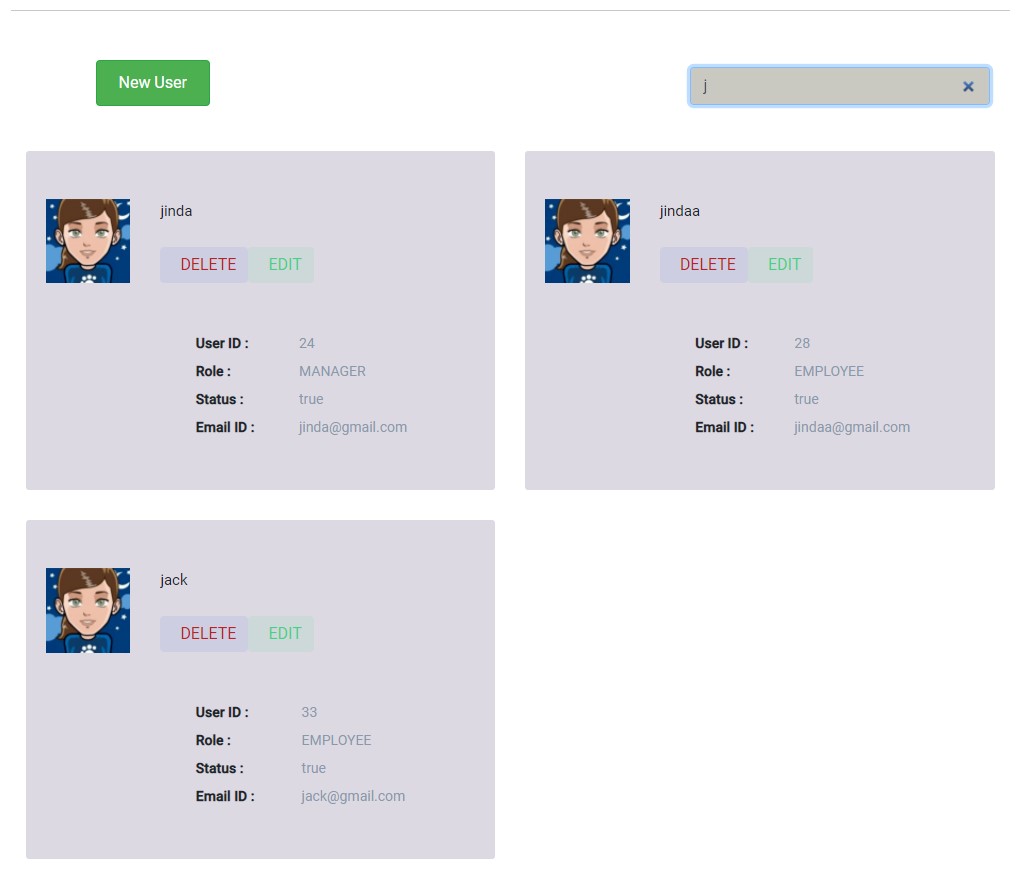 New User
j
jinda
DELETE EDIT
User ID : 24
Role : MANAGER
Status : true
Email ID : jinda@gmail.com
jindaa
DELETE EDIT
User ID : 28
Role : EMPLOYEE
Status : true
Email ID : jindaa@gmail.com
jack
DELETE EDIT
User ID : 33
Role : EMPLOYEE
Status : true
Email ID : jack@gmail.com